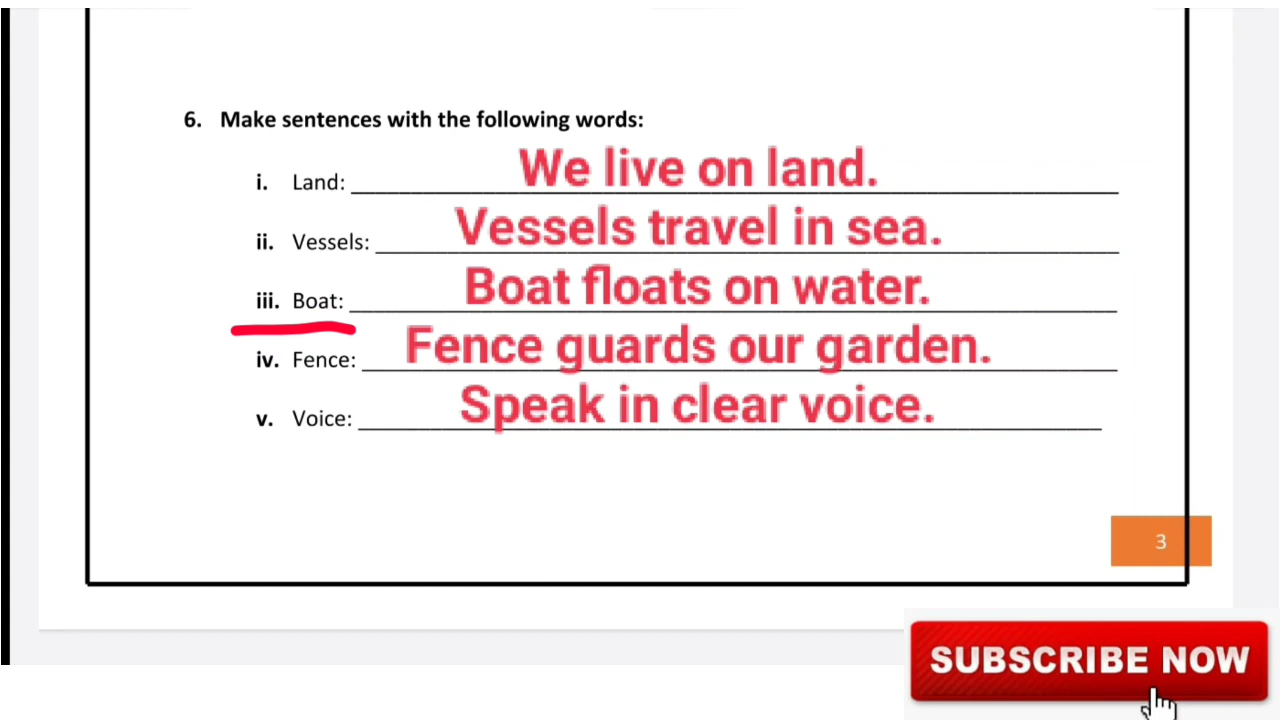 6. Make sentences with the following words:
i. Land: We live on land.
ii. Vessels: Vessels travel in sea.
iii. Boat: Boat floats on water.
iv. Fence: Fence guards our garden.
v. Voice: Speak in clear voice.
3
SUBSCRIBE NOW